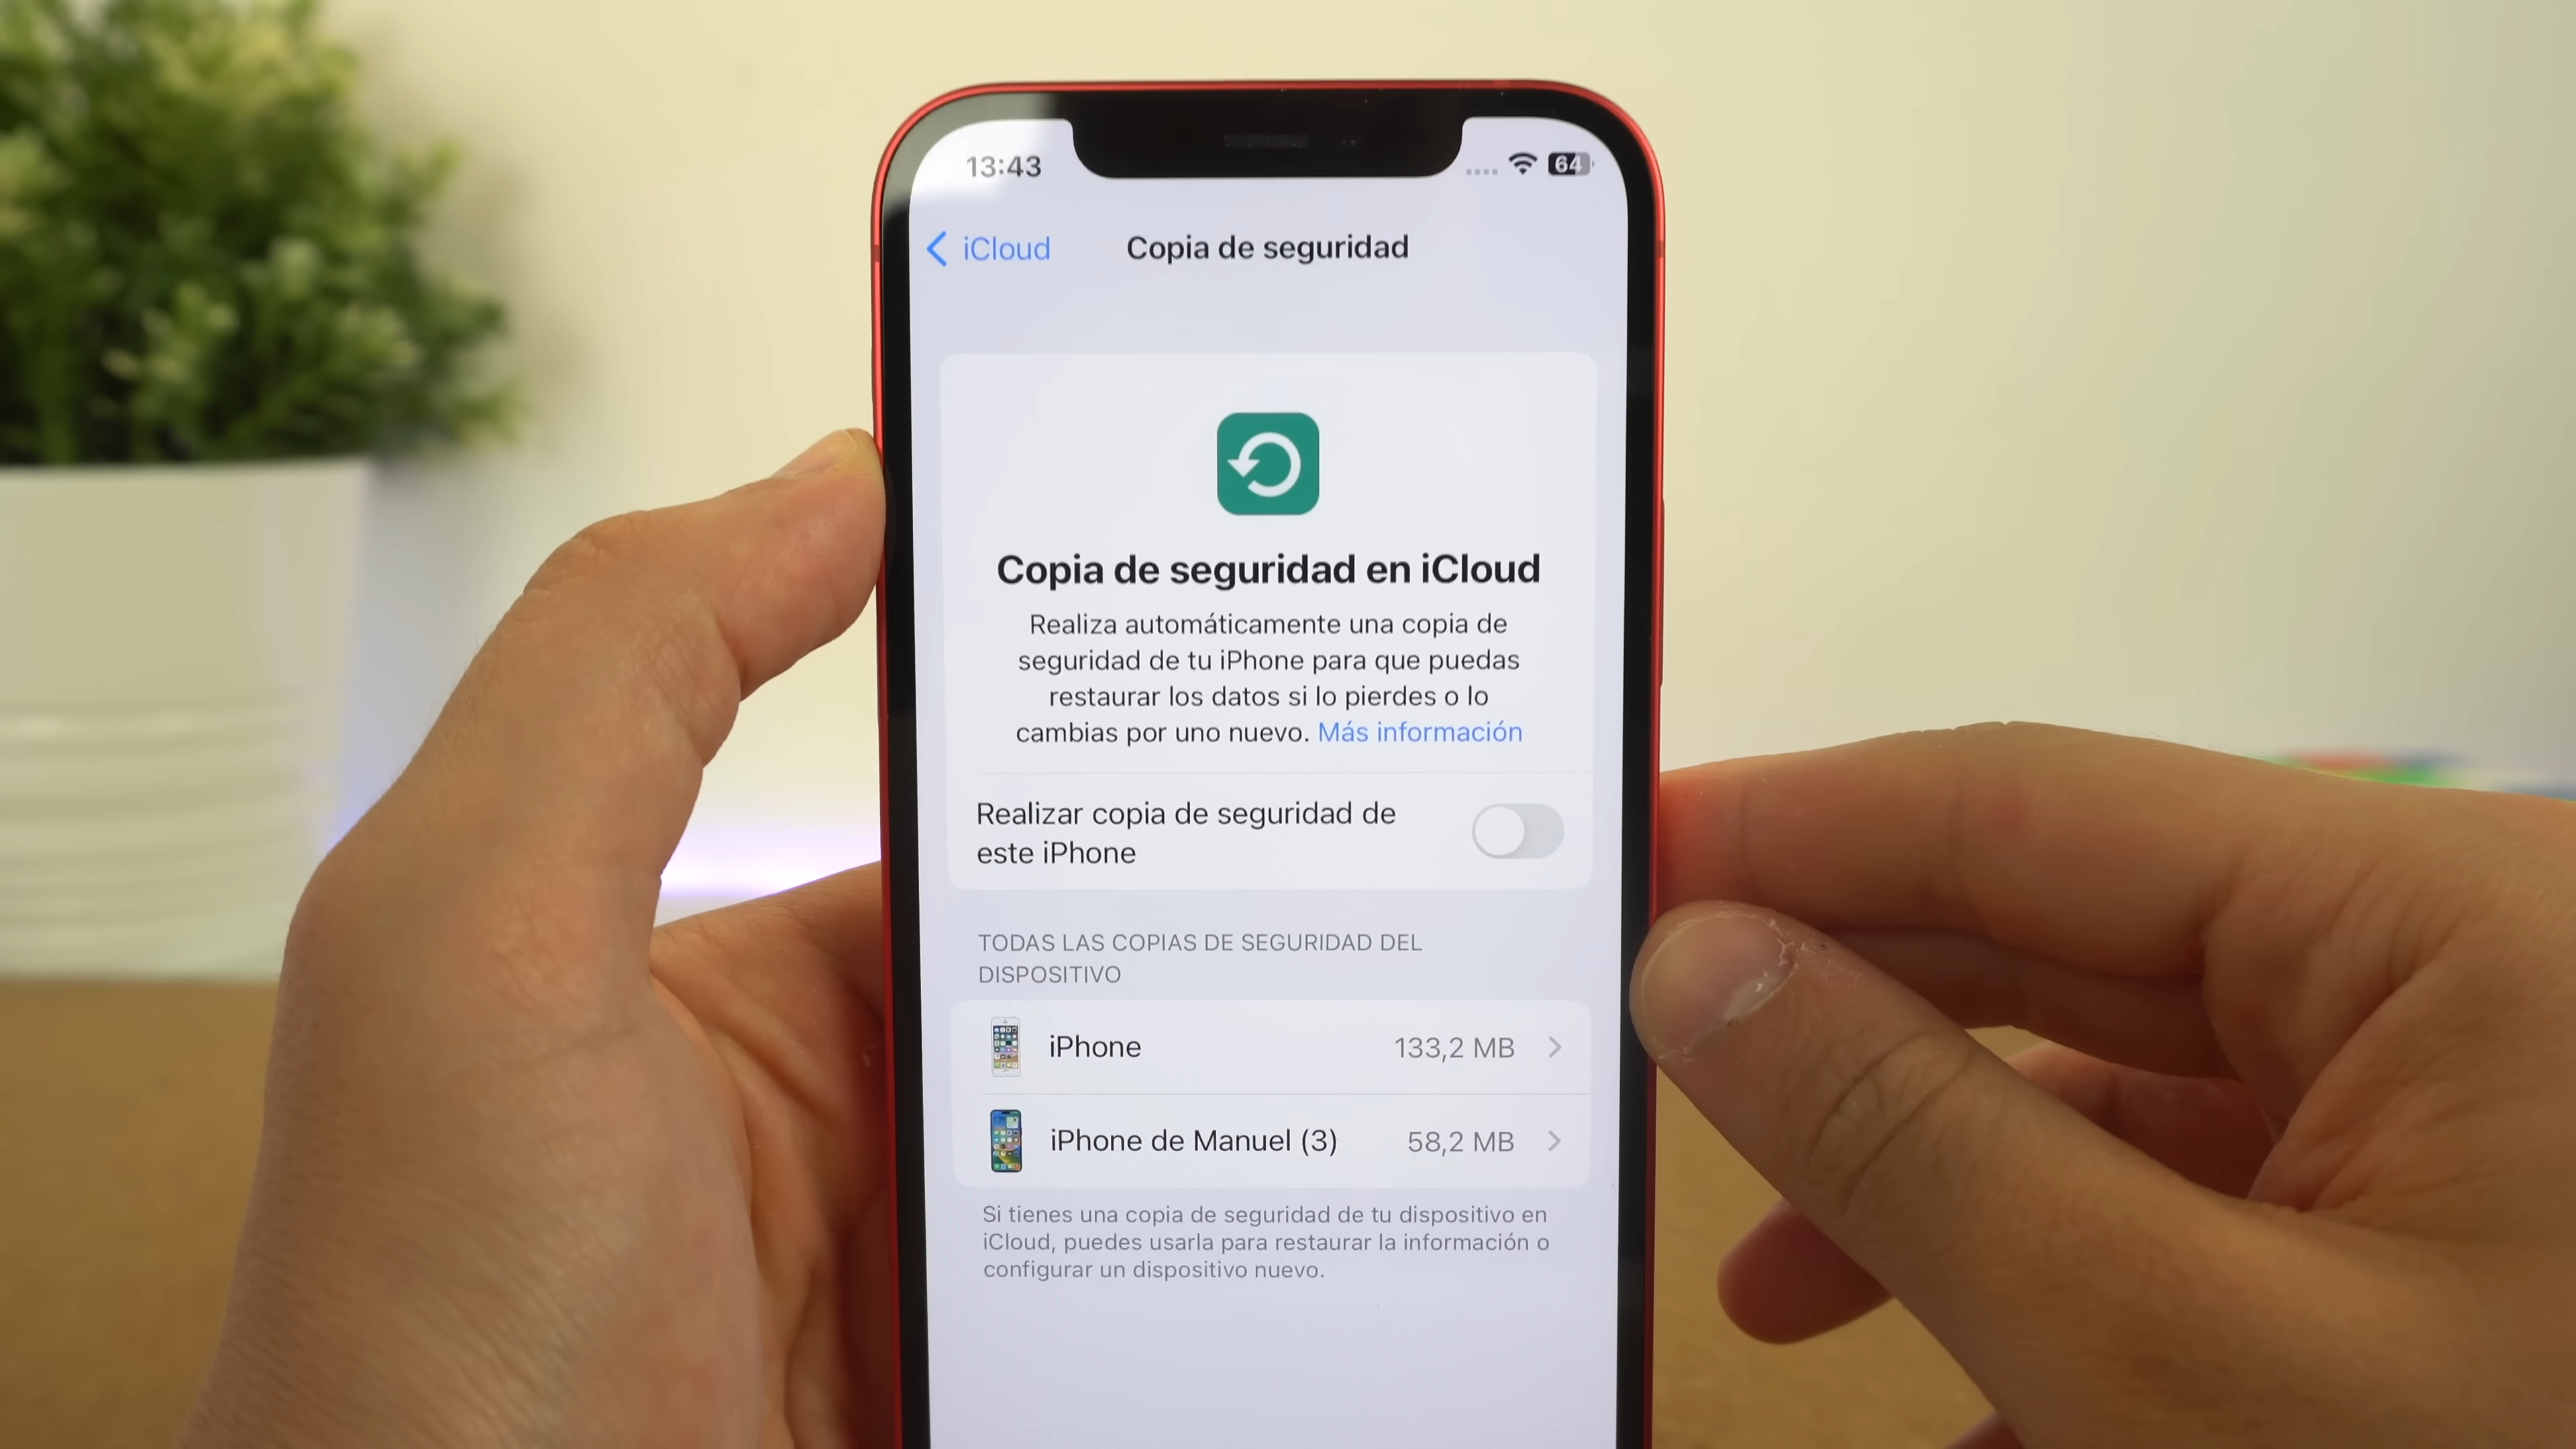 13:43
64
iCloud
Copia de seguridad
Copia de seguridad en iCloud
Realiza automáticamente una copia de
seguridad de tu iPhone para que puedas
restaurar los datos si lo pierdes o lo
cambias por uno nuevo. Más información
Realizar copia de seguridad de
este iPhone
TODAS LAS COPIAS DE SEGURIDAD DEL
DISPOSITIVO
iPhone 133,2 MB
iPhone de Manuel (3) 58,2 MB
Si tienes una copia de seguridad de tu dispositivo en
iCloud, puedes usarla para restaurar la información o
configurar un dispositivo nuevo.